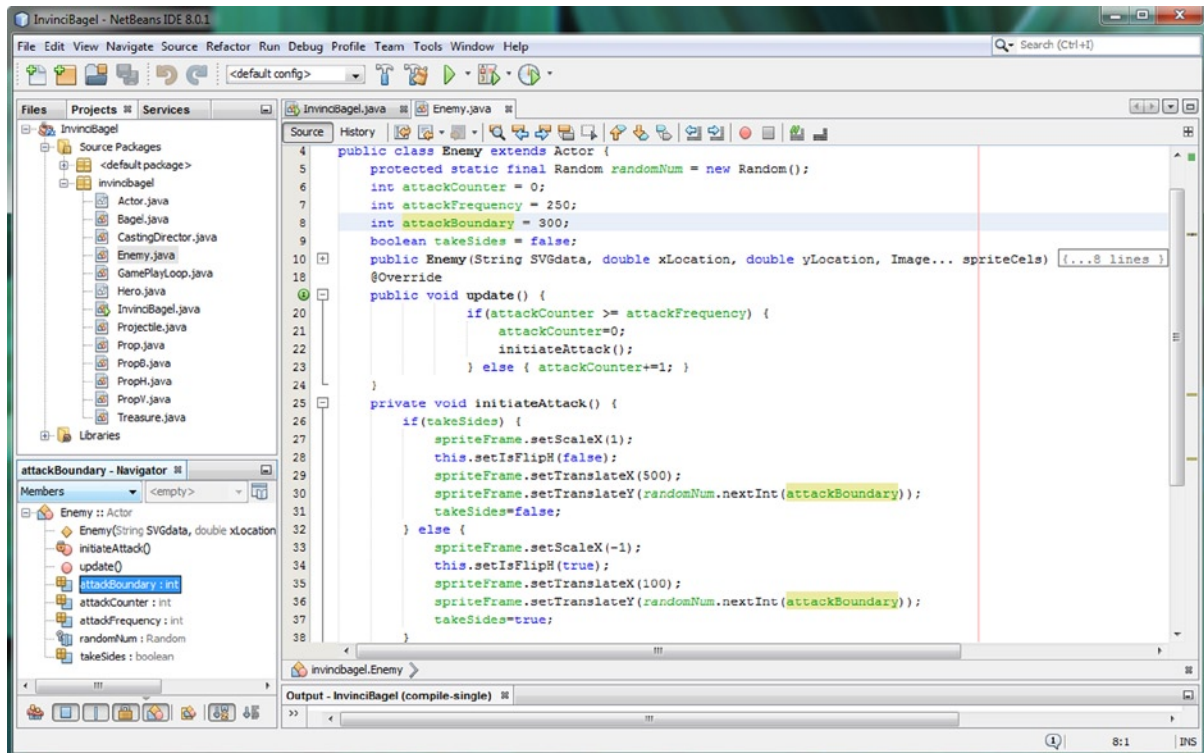 InvinciBagel - NetBeans IDE 8.0.1
File Edit View Navigate Source Refactor Run Debug Profile Team Tools Window Help
Search (Ctrl+I)
<default config>
Files Projects Services
InvinciBagel
Source Packages
<default package>
invincibagel
Actor.java
Bagel.java
CastingDirector.java
Enemy.java
GamePlayLoop.java
Hero.java
InvinciBagel.java
Projectile.java
Prop.java
PropB.java
PropH.java
PropV.java
Treasure.java
Libraries
attackBoundary - Navigator
Members <empty>
Enemy :: Actor
Enemy(String SVGdata, double xLocation
initiateAttack()
update()
attackBoundary : int
attackCounter : int
attackFrequency : int
randomNum : Random
takeSides : boolean
InvinciBagel.java Enemy.java
Source History
4 public class Enemy extends Actor {
5 protected static final Random randomNum = new Random();
6 int attackCounter = 0;
7 int attackFrequency = 250;
8 int attackBoundary = 300;
9 boolean takeSides = false;
10 public Enemy(String SVGdata, double xLocation, double yLocation, Image... spriteCels) {...8 lines }
18 @Override
public void update() {
20 if(attackCounter >= attackFrequency) {
21 attackCounter=0;
22 initiateAttack();
23 } else { attackCounter+=1; }
24 }
25 private void initiateAttack() {
26 if(takeSides) {
27 spriteFrame.setScaleX(1);
28 this.setIsFlipH(false);
29 spriteFrame.setTranslateX(500);
30 spriteFrame.setTranslateY(randomNum.nextInt(attackBoundary));
31 takeSides=false;
32 } else {
33 spriteFrame.setScaleX(-1);
34 this.setIsFlipH(true);
35 spriteFrame.setTranslateX(100);
36 spriteFrame.setTranslateY(randomNum.nextInt(attackBoundary));
37 takeSides=true;
38 }
invincibagel.Enemy
Output - InvinciBagel (compile-single)
8:1 INS